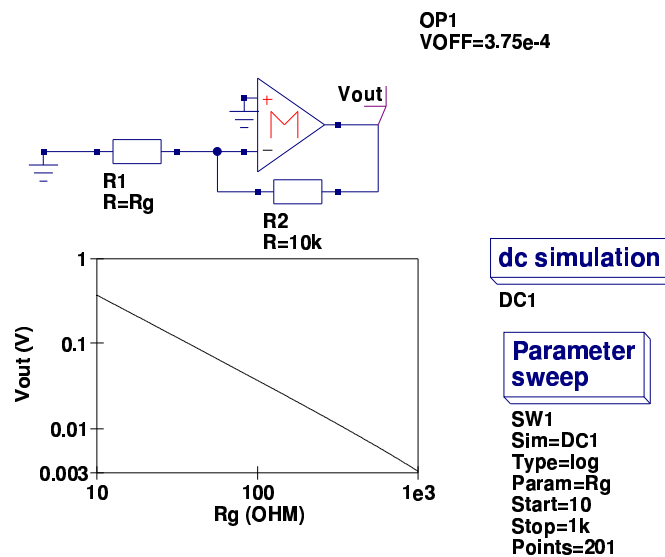 OP1
VOFF=3.75e-4
Vout
+
−
R1
R=Rg
R2
R=10k
dc simulation
DC1
Parameter
sweep
SW1
Sim=DC1
Type=log
Param=Rg
Start=10
Stop=1k
Points=201
Vout (V)
1
0.1
0.01
0.003
10
100
1e3
Rg (OHM)